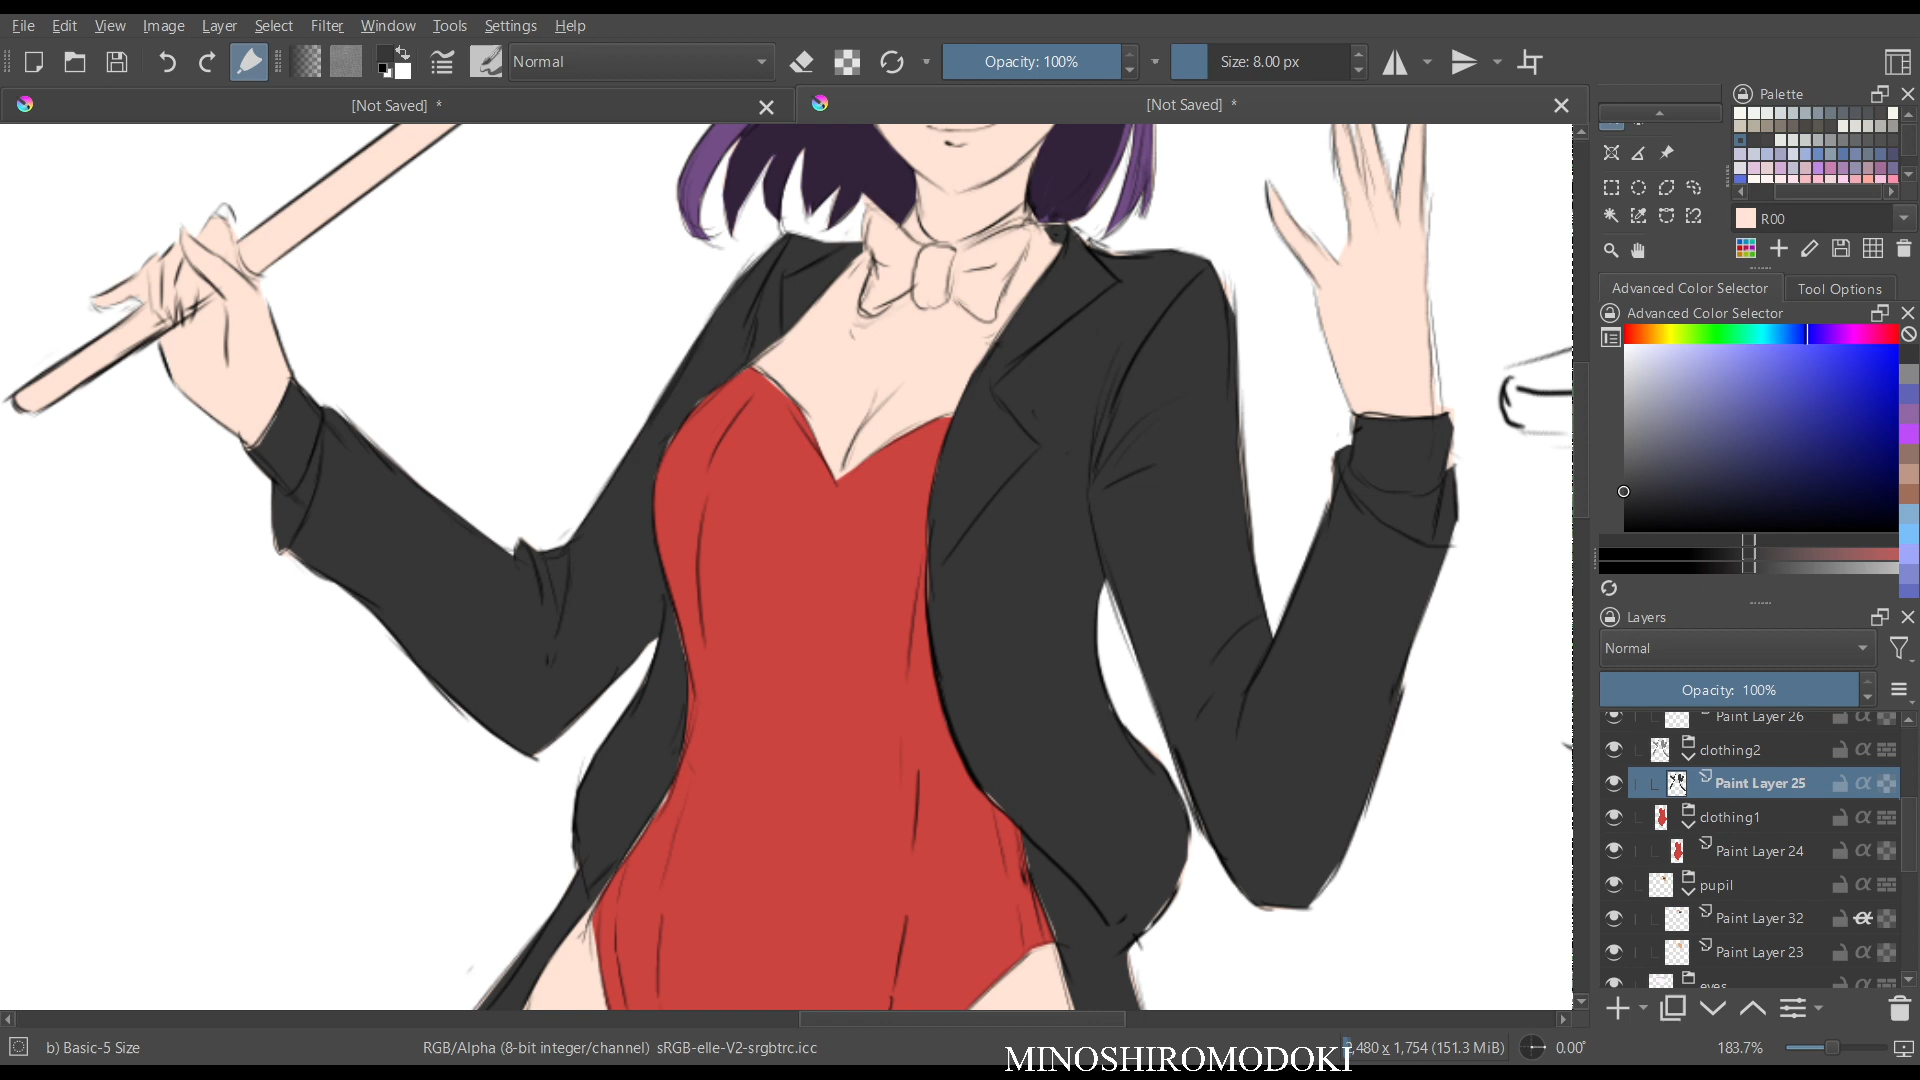 File Edit View Image Layer Select Filter Window Tools Settings Help
Normal Opacity: 100% Size: 8.00 px
[Not Saved] * [Not Saved] *
Palette
R00
Advanced Color Selector Tool Options
Advanced Color Selector
Layers
Normal
Opacity: 100%
Paint Layer 26
clothing2
Paint Layer 25
clothing1
Paint Layer 24
pupil
Paint Layer 32
Paint Layer 23
eyes
b) Basic-5 Size RGB/Alpha (8-bit integer/channel) sRGB-elle-V2-srgbtrc.icc 2,480 x 1,754 (151.3 MiB) 0.00° 183.7%
MINOSHIROMODOKI